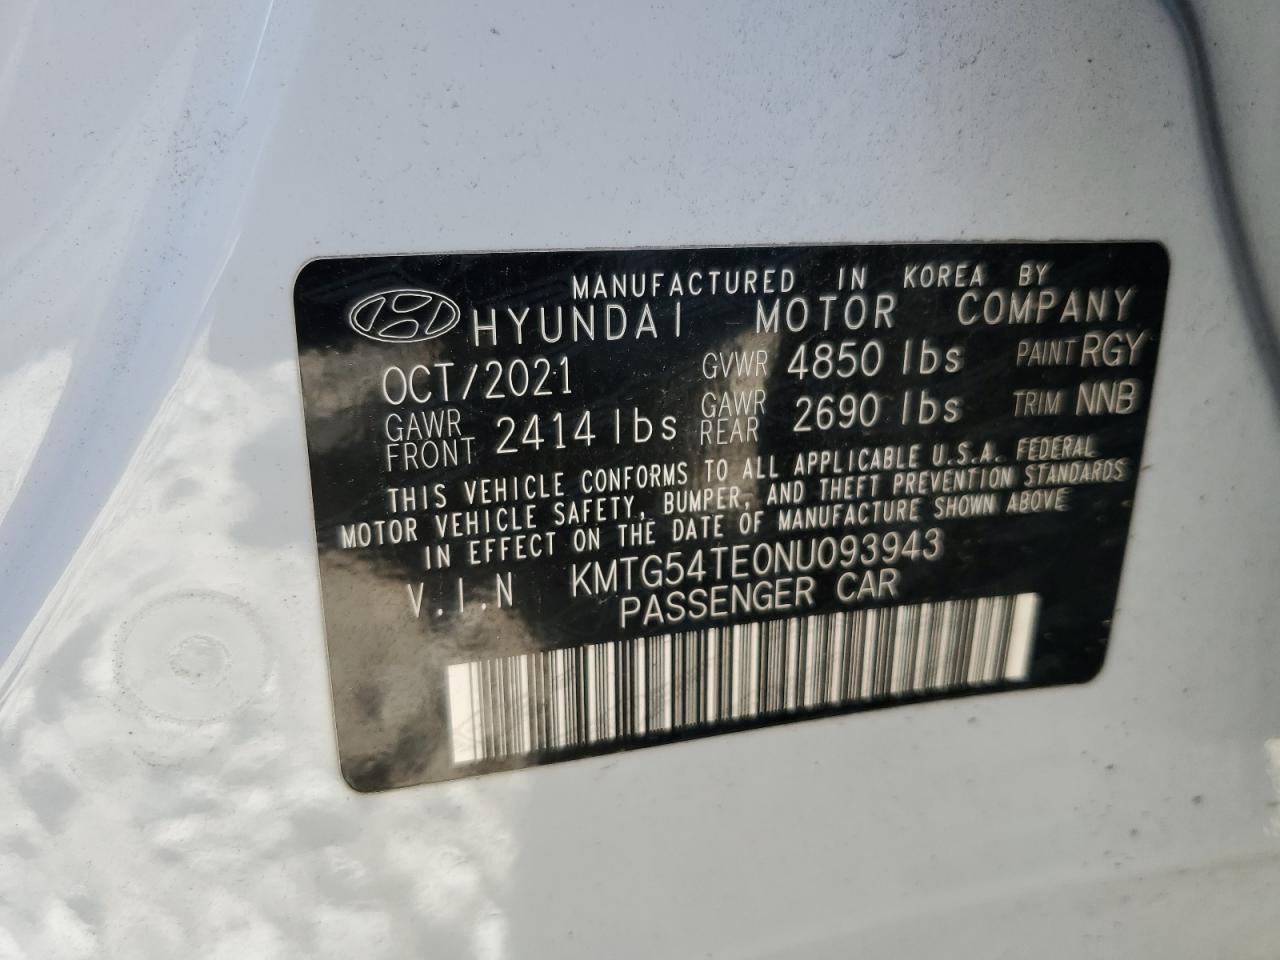 MANUFACTURED IN KOREA BY
HYUNDAI MOTOR COMPANY
OCT/2021 GVWR 4850 lbs PAINT RGY
GAWR FRONT 2414 lbs GAWR REAR 2690 lbs TRIM NNB
THIS VEHICLE CONFORMS TO ALL APPLICABLE U.S.A. FEDERAL
MOTOR VEHICLE SAFETY, BUMPER, AND THEFT PREVENTION STANDARDS
IN EFFECT ON THE DATE OF MANUFACTURE SHOWN ABOVE
V.I.N KMTG54TE0NU093943
PASSENGER CAR